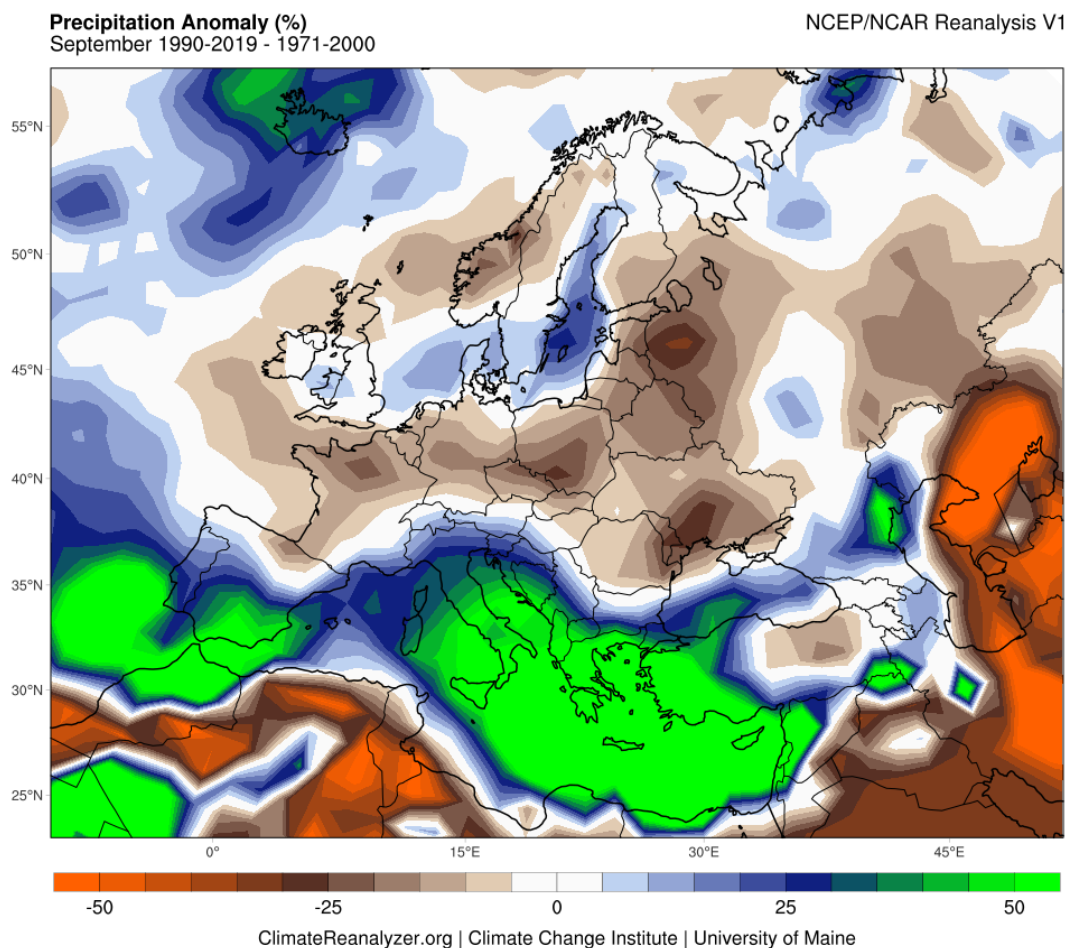 Precipitation Anomaly (%)
NCEP/NCAR Reanalysis V1
September 1990-2019 - 1971-2000
55°N
50°N
45°N
40°N
35°N
30°N
25°N
0°
15°E
30°E
45°E
-50
-25
0
25
50
ClimateReanalyzer.org | Climate Change Institute | University of Maine